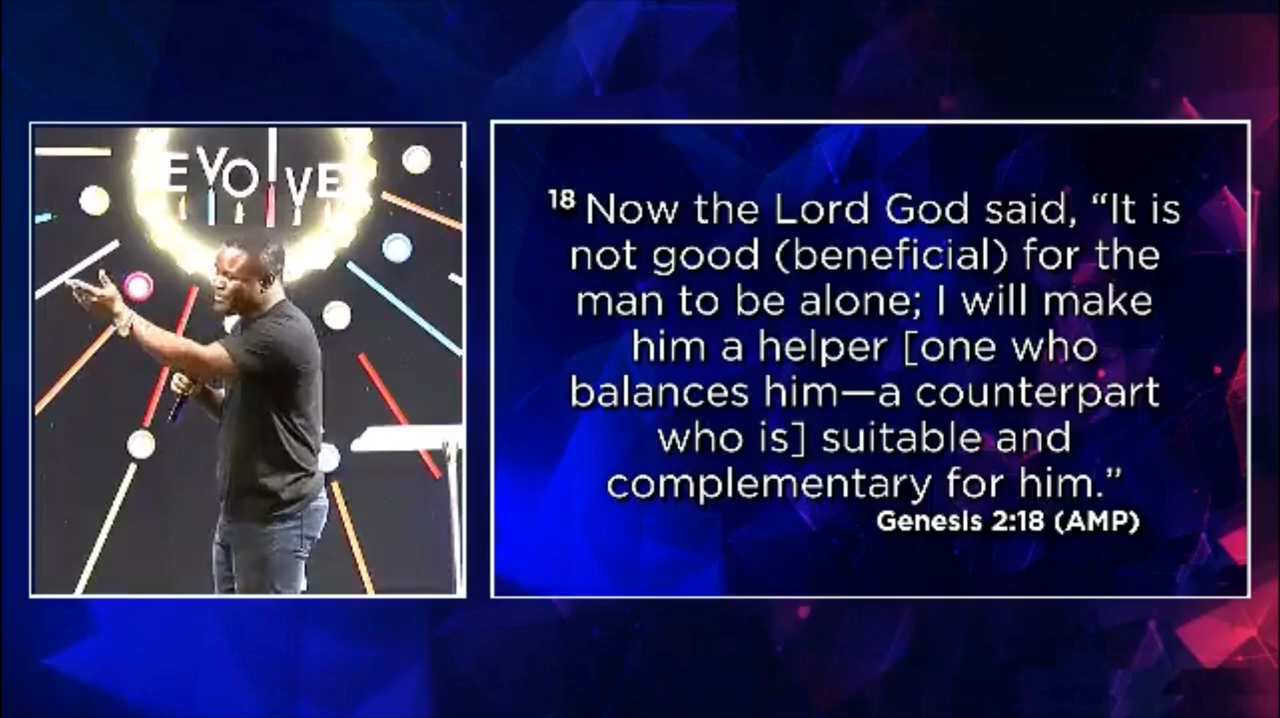 EVOLVE
18 Now the Lord God said, “It is
not good (beneficial) for the
man to be alone; I will make
him a helper [one who
balances him—a counterpart
who is] suitable and
complementary for him.”
Genesis 2:18 (AMP)